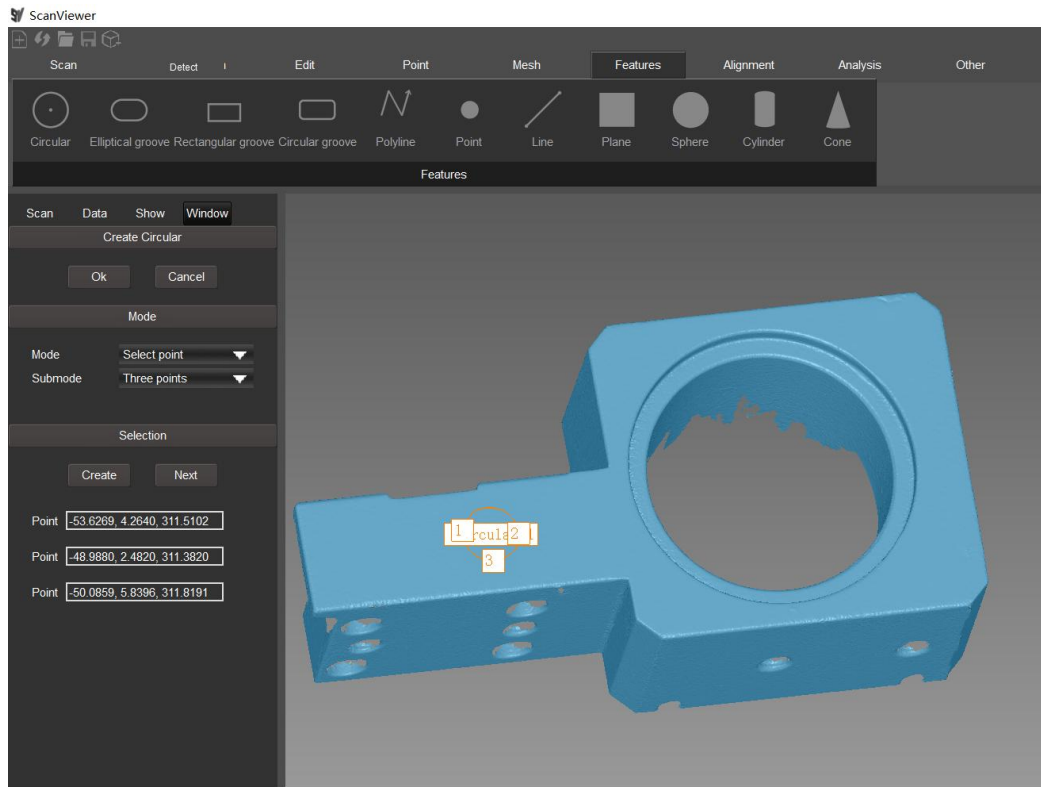 ScanViewer
Scan Detect I Edit Point Mesh Features Alignment Analysis Other
Circular Elliptical groove Rectangular groove Circular groove Polyline Point Line Plane Sphere Cylinder Cone
Features
Scan Data Show Window
Create Circular
Ok Cancel
Mode
Mode Select point
Submode Three points
Selection
Create Next
Point -53.6269, 4.2640, 311.5102
Point -48.9880, 2.4820, 311.3820
Point -50.0859, 5.8396, 311.8191
1 rcula 2 1
3